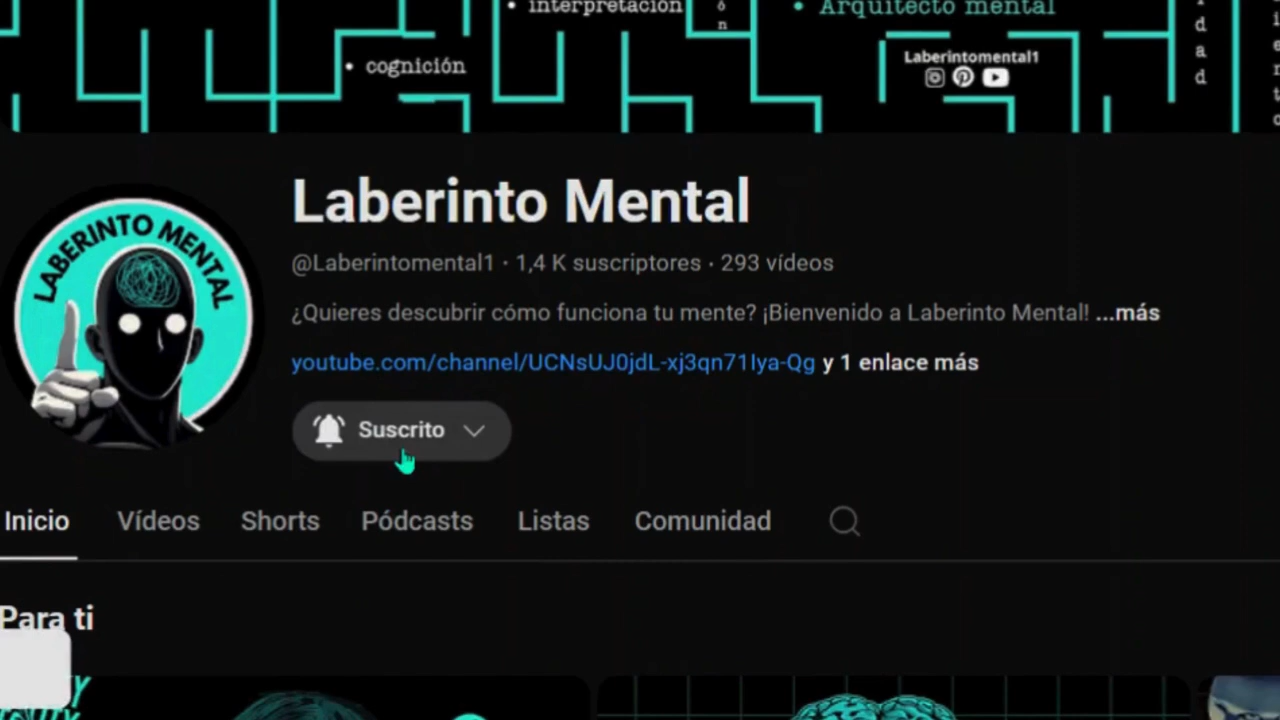 • interpretación
• Arquitecto mental
Laberintomental1
• cognición
LABERINTO MENTAL
Laberinto Mental
@Laberintomental1 · 1,4 K suscriptores · 293 vídeos
¿Quieres descubrir cómo funciona tu mente? ¡Bienvenido a Laberinto Mental! ...más
youtube.com/channel/UCNsUJ0jdL-xj3qn71Iya-Qg y 1 enlace más
Suscrito
Inicio Vídeos Shorts Pódcasts Listas Comunidad
Para ti